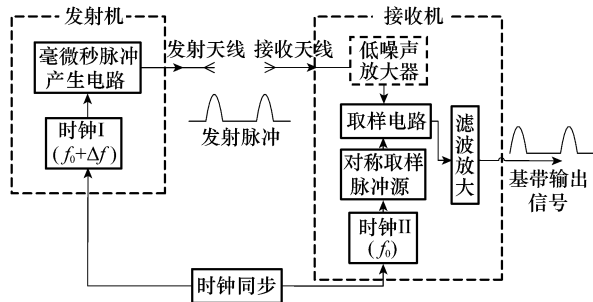 发射机
毫微秒脉冲
产生电路
时钟I
(f₀+Δf)
发射天线
接收天线
发射脉冲
接收机
低噪声
放大器
取样电路
对称取样
脉冲源
时钟II
(f₀)
滤波放大
基带输出
信号
时钟同步